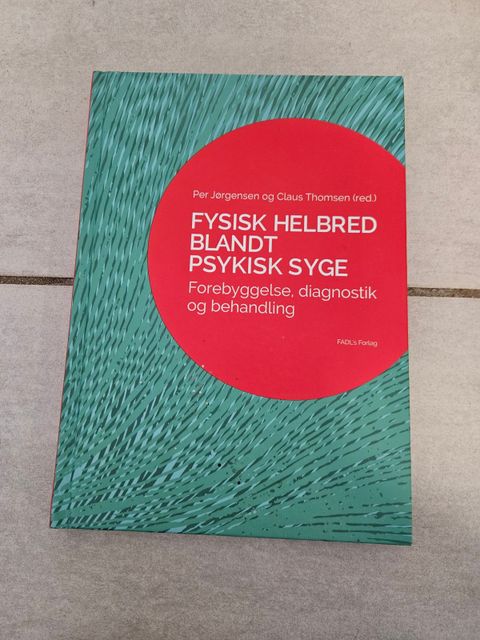 Per Jørgensen og Claus Thomsen (red.)
FYSISK HELBRED
BLANDT
PSYKISK SYGE
Forebyggelse, diagnostik
og behandling
FADL's Forlag